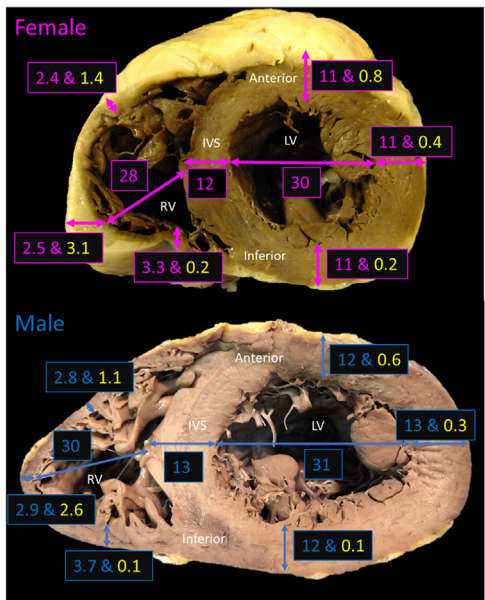 Female
2.4 & 1.4
Anterior
11 & 0.8
IVS
LV
11 & 0.4
28
12
30
RV
2.5 & 3.1
3.3 & 0.2
Inferior
11 & 0.2
Male
Anterior
12 & 0.6
2.8 & 1.1
IVS
LV
13 & 0.3
30
13
31
RV
2.9 & 2.6
Inferior
12 & 0.1
3.7 & 0.1